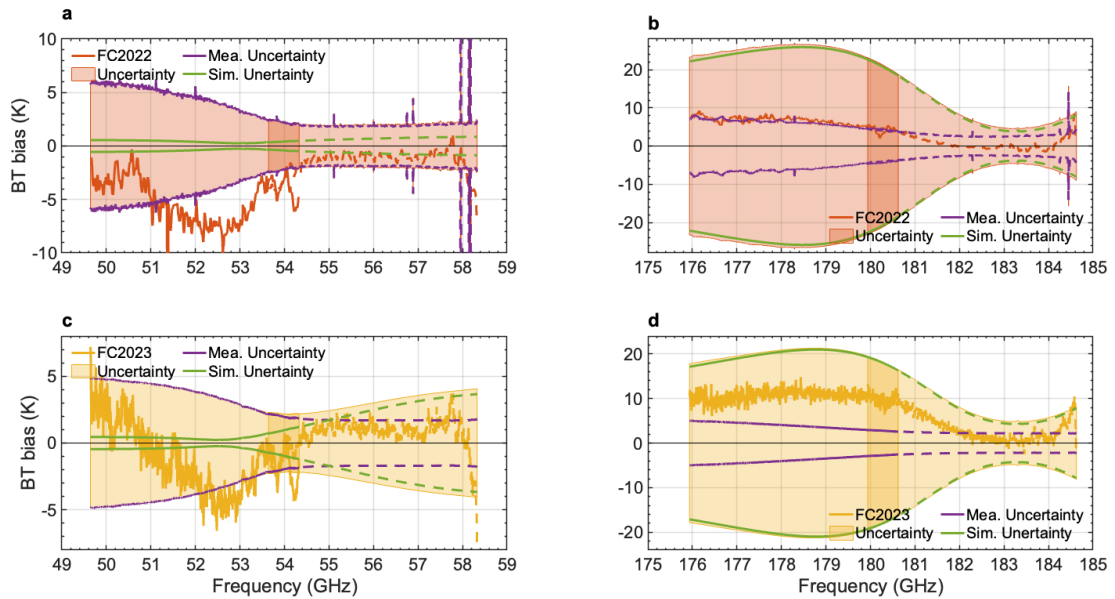 a
b
FC2022
Mea. Uncertainty
Uncertainty
Sim. Unertainty
BT bias (K)
10
5
0
-5
-10
49 50 51 52 53 54 55 56 57 58 59
20
10
0
-10
-20
FC2022
Mea. Uncertainty
Uncertainty
Sim. Unertainty
175 176 177 178 179 180 181 182 183 184 185
c
d
FC2023
Mea. Uncertainty
Uncertainty
Sim. Unertainty
BT bias (K)
5
0
-5
49 50 51 52 53 54 55 56 57 58 59
Frequency (GHz)
20
10
0
-10
-20
FC2023
Mea. Uncertainty
Uncertainty
Sim. Unertainty
175 176 177 178 179 180 181 182 183 184 185
Frequency (GHz)